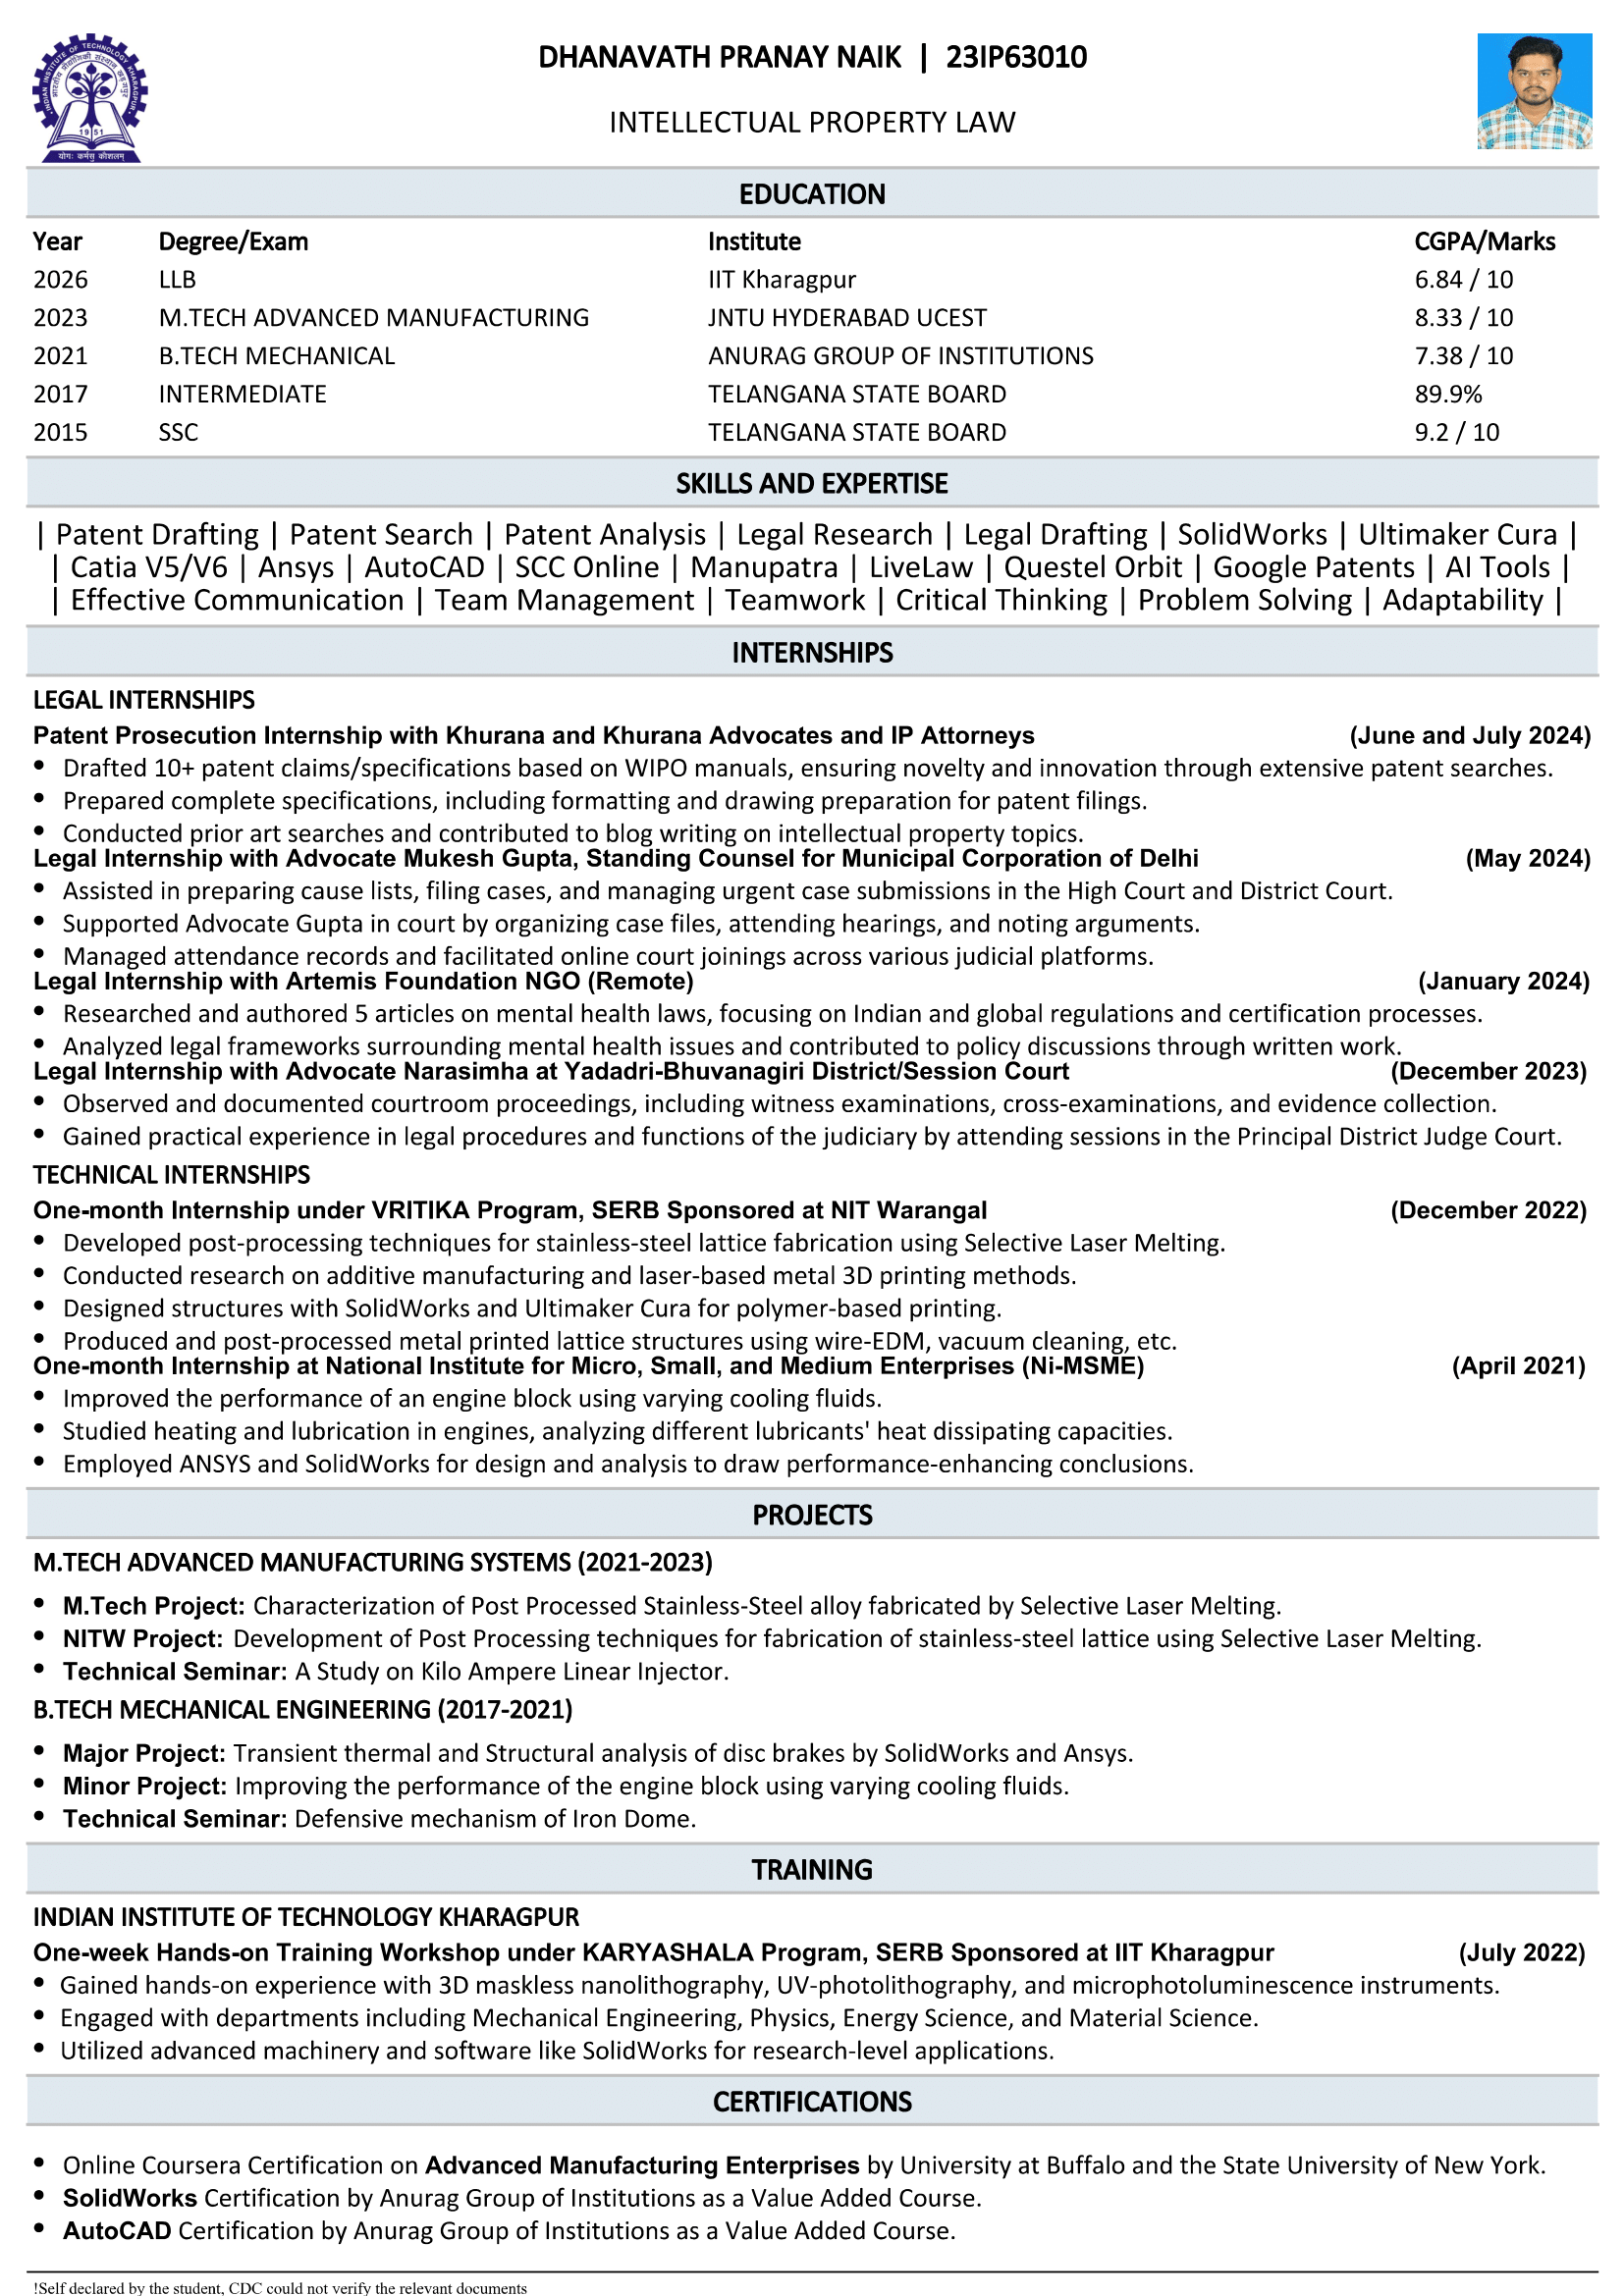 INDIAN INSTITUTE OF TECHNOLOGY KHARAGPUR
भारतीय प्रौद्योगिकी संस्थान खड़गपुर
1951
योगः कर्मसु कौशलम्
DHANAVATH PRANAY NAIK | 23IP63010
INTELLECTUAL PROPERTY LAW
EDUCATION
Year Degree/Exam Institute CGPA/Marks
2026 LLB IIT Kharagpur 6.84 / 10
2023 M.TECH ADVANCED MANUFACTURING JNTU HYDERABAD UCEST 8.33 / 10
2021 B.TECH MECHANICAL ANURAG GROUP OF INSTITUTIONS 7.38 / 10
2017 INTERMEDIATE TELANGANA STATE BOARD 89.9%
2015 SSC TELANGANA STATE BOARD 9.2 / 10
SKILLS AND EXPERTISE
| Patent Drafting | Patent Search | Patent Analysis | Legal Research | Legal Drafting | SolidWorks | Ultimaker Cura |
| Catia V5/V6 | Ansys | AutoCAD | SCC Online | Manupatra | LiveLaw | Questel Orbit | Google Patents | AI Tools |
| Effective Communication | Team Management | Teamwork | Critical Thinking | Problem Solving | Adaptability |
INTERNSHIPS
LEGAL INTERNSHIPS
Patent Prosecution Internship with Khurana and Khurana Advocates and IP Attorneys (June and July 2024)
• Drafted 10+ patent claims/specifications based on WIPO manuals, ensuring novelty and innovation through extensive patent searches.
• Prepared complete specifications, including formatting and drawing preparation for patent filings.
• Conducted prior art searches and contributed to blog writing on intellectual property topics.
Legal Internship with Advocate Mukesh Gupta, Standing Counsel for Municipal Corporation of Delhi (May 2024)
• Assisted in preparing cause lists, filing cases, and managing urgent case submissions in the High Court and District Court.
• Supported Advocate Gupta in court by organizing case files, attending hearings, and noting arguments.
• Managed attendance records and facilitated online court joinings across various judicial platforms.
Legal Internship with Artemis Foundation NGO (Remote) (January 2024)
• Researched and authored 5 articles on mental health laws, focusing on Indian and global regulations and certification processes.
• Analyzed legal frameworks surrounding mental health issues and contributed to policy discussions through written work.
Legal Internship with Advocate Narasimha at Yadadri-Bhuvanagiri District/Session Court (December 2023)
• Observed and documented courtroom proceedings, including witness examinations, cross-examinations, and evidence collection.
• Gained practical experience in legal procedures and functions of the judiciary by attending sessions in the Principal District Judge Court.
TECHNICAL INTERNSHIPS
One-month Internship under VRITIKA Program, SERB Sponsored at NIT Warangal (December 2022)
• Developed post-processing techniques for stainless-steel lattice fabrication using Selective Laser Melting.
• Conducted research on additive manufacturing and laser-based metal 3D printing methods.
• Designed structures with SolidWorks and Ultimaker Cura for polymer-based printing.
• Produced and post-processed metal printed lattice structures using wire-EDM, vacuum cleaning, etc.
One-month Internship at National Institute for Micro, Small, and Medium Enterprises (Ni-MSME) (April 2021)
• Improved the performance of an engine block using varying cooling fluids.
• Studied heating and lubrication in engines, analyzing different lubricants' heat dissipating capacities.
• Employed ANSYS and SolidWorks for design and analysis to draw performance-enhancing conclusions.
PROJECTS
M.TECH ADVANCED MANUFACTURING SYSTEMS (2021-2023)
• M.Tech Project: Characterization of Post Processed Stainless-Steel alloy fabricated by Selective Laser Melting.
• NITW Project: Development of Post Processing techniques for fabrication of stainless-steel lattice using Selective Laser Melting.
• Technical Seminar: A Study on Kilo Ampere Linear Injector.
B.TECH MECHANICAL ENGINEERING (2017-2021)
• Major Project: Transient thermal and Structural analysis of disc brakes by SolidWorks and Ansys.
• Minor Project: Improving the performance of the engine block using varying cooling fluids.
• Technical Seminar: Defensive mechanism of Iron Dome.
TRAINING
INDIAN INSTITUTE OF TECHNOLOGY KHARAGPUR
One-week Hands-on Training Workshop under KARYASHALA Program, SERB Sponsored at IIT Kharagpur (July 2022)
• Gained hands-on experience with 3D maskless nanolithography, UV-photolithography, and microphotoluminescence instruments.
• Engaged with departments including Mechanical Engineering, Physics, Energy Science, and Material Science.
• Utilized advanced machinery and software like SolidWorks for research-level applications.
CERTIFICATIONS
• Online Coursera Certification on Advanced Manufacturing Enterprises by University at Buffalo and the State University of New York.
• SolidWorks Certification by Anurag Group of Institutions as a Value Added Course.
• AutoCAD Certification by Anurag Group of Institutions as a Value Added Course.
!Self declared by the student, CDC could not verify the relevant documents